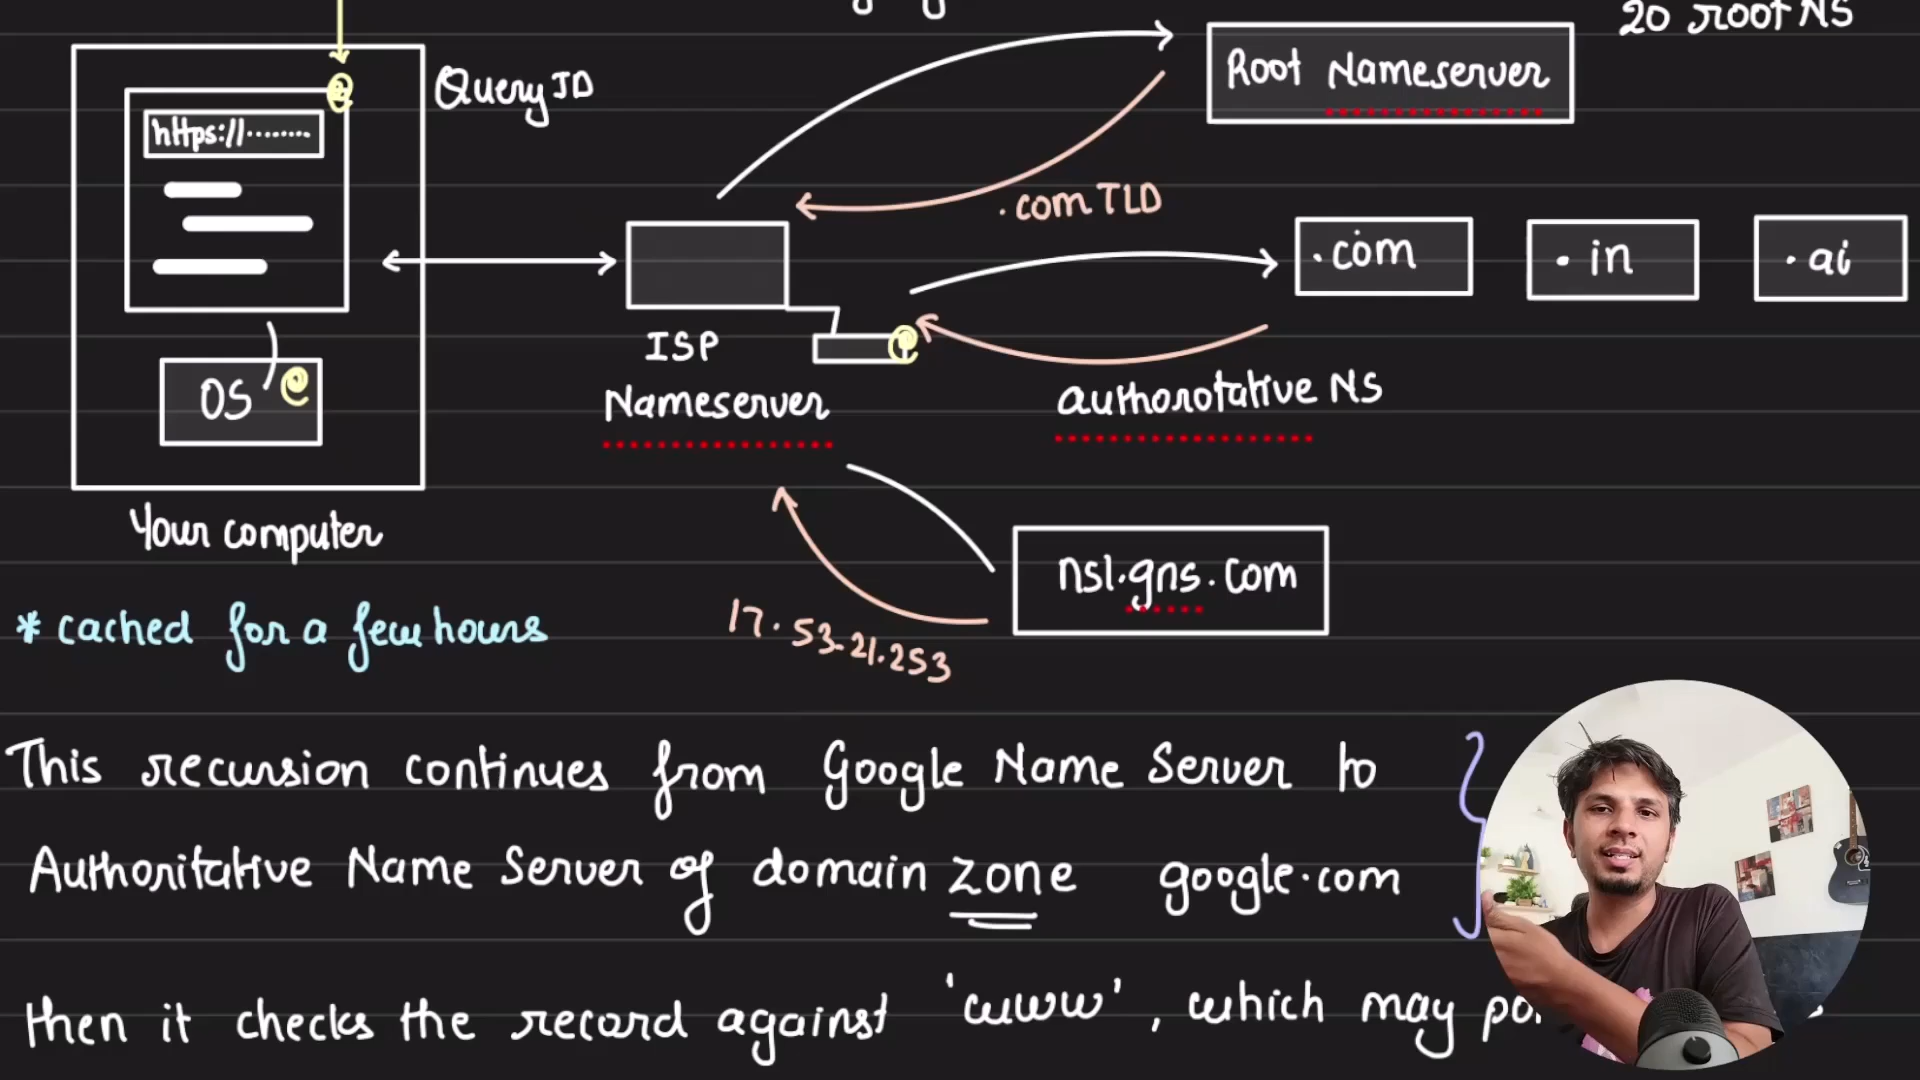 20 root NS
Query ID
Root Nameserver
https://........
.com TLD
.com
.in
.ai
ISP
Nameserver
OS
authorotative NS
Your computer
ns1.gns.com
* cached for a few hours
17.53.21.253
This recursion continues from Google Name Server to
Authoritative Name Server of domain zone google.com
then it checks the record against 'www', which may